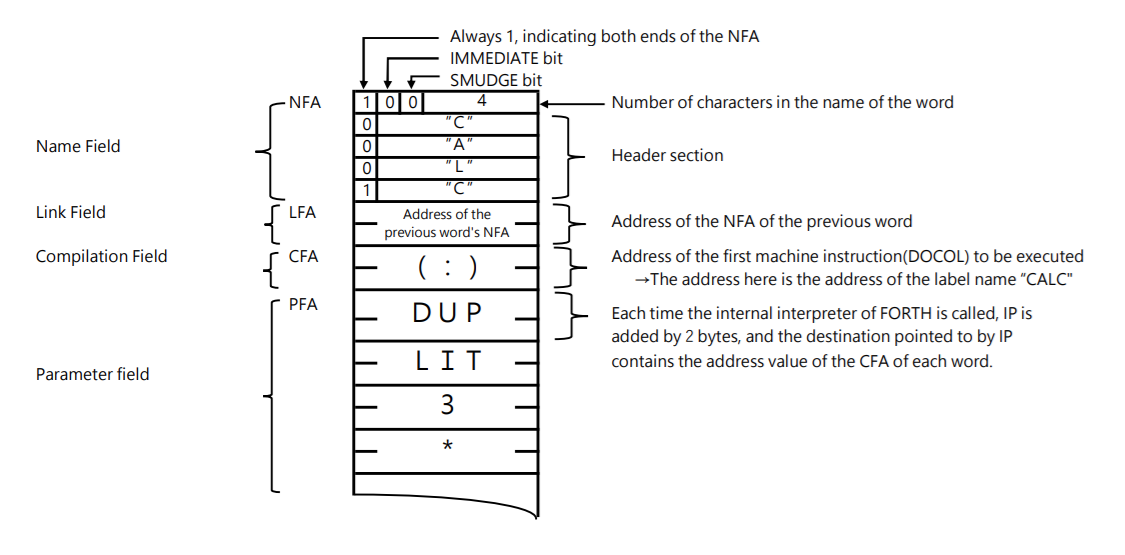 Always 1, indicating both ends of the NFA
IMMEDIATE bit
SMUDGE bit
NFA
1 0 0 4
Number of characters in the name of the word
0 "C"
Name Field
0 "A"
Header section
0 "L"
1 "C"
Link Field
LFA
Address of the
previous word's NFA
Address of the NFA of the previous word
Compilation Field
CFA
( : )
Address of the first machine instruction(DOCOL) to be executed
→The address here is the address of the label name “CALC"
PFA
DUP
Each time the internal interpreter of FORTH is called, IP is
added by 2 bytes, and the destination pointed to by IP
contains the address value of the CFA of each word.
Parameter field
LIT
3
*